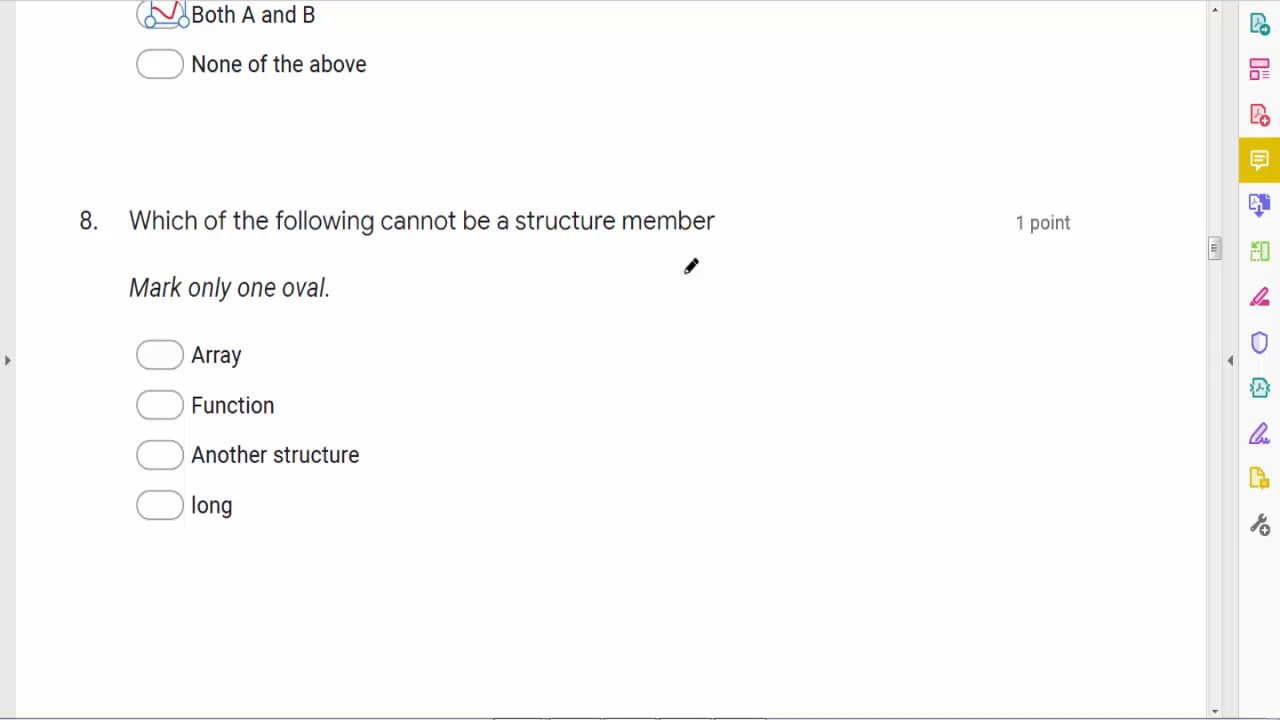 Both A and B
None of the above
8. Which of the following cannot be a structure member 1 point
Mark only one oval.
Array
Function
Another structure
long